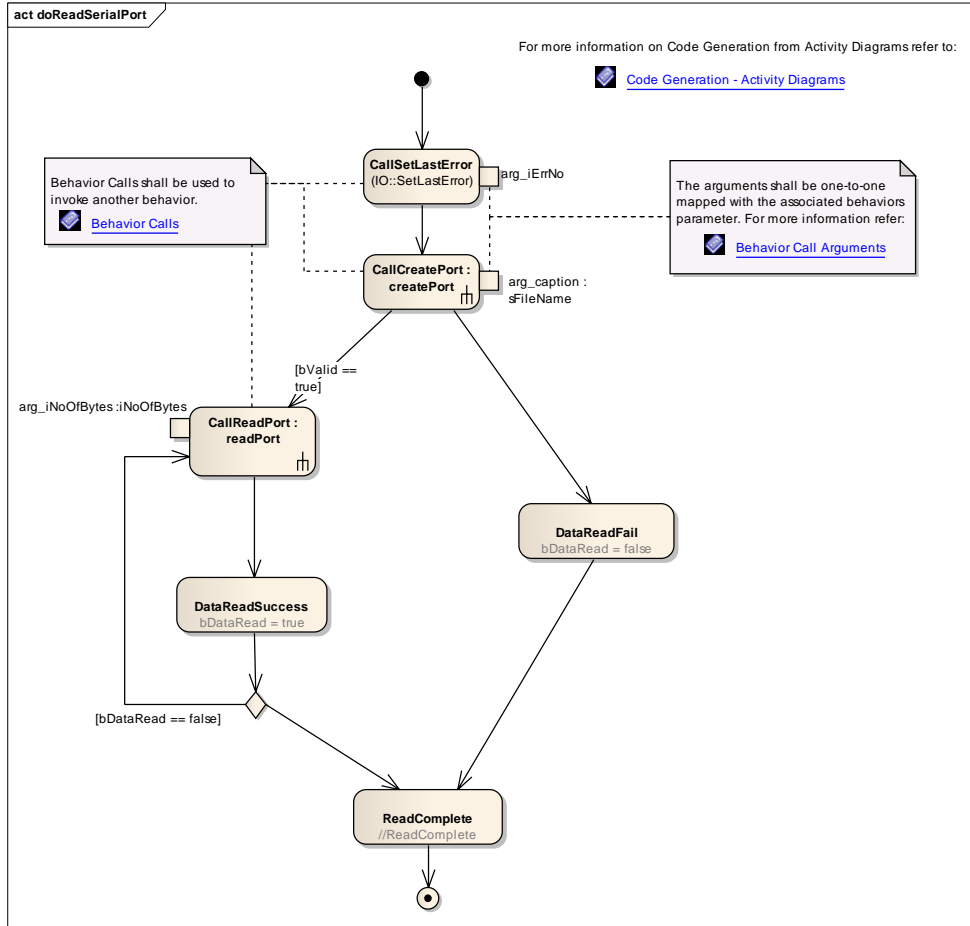 act doReadSerialPort
For more information on Code Generation from Activity Diagrams refer to:
Code Generation - Activity Diagrams
CallSetLastError
(IO::SetLastError)
arg_iErrNo
Behavior Calls shall be used to
invoke another behavior.
Behavior Calls
The arguments shall be one-to-one
mapped with the associated behaviors
parameter. For more information refer:
Behavior Call Arguments
CallCreatePort :
createPort
arg_caption :
sFileName
[bValid ==
true]
arg_iNoOfBytes :iNoOfBytes
CallReadPort :
readPort
DataReadFail
bDataRead = false
DataReadSuccess
bDataRead = true
[bDataRead == false]
ReadComplete
//ReadComplete